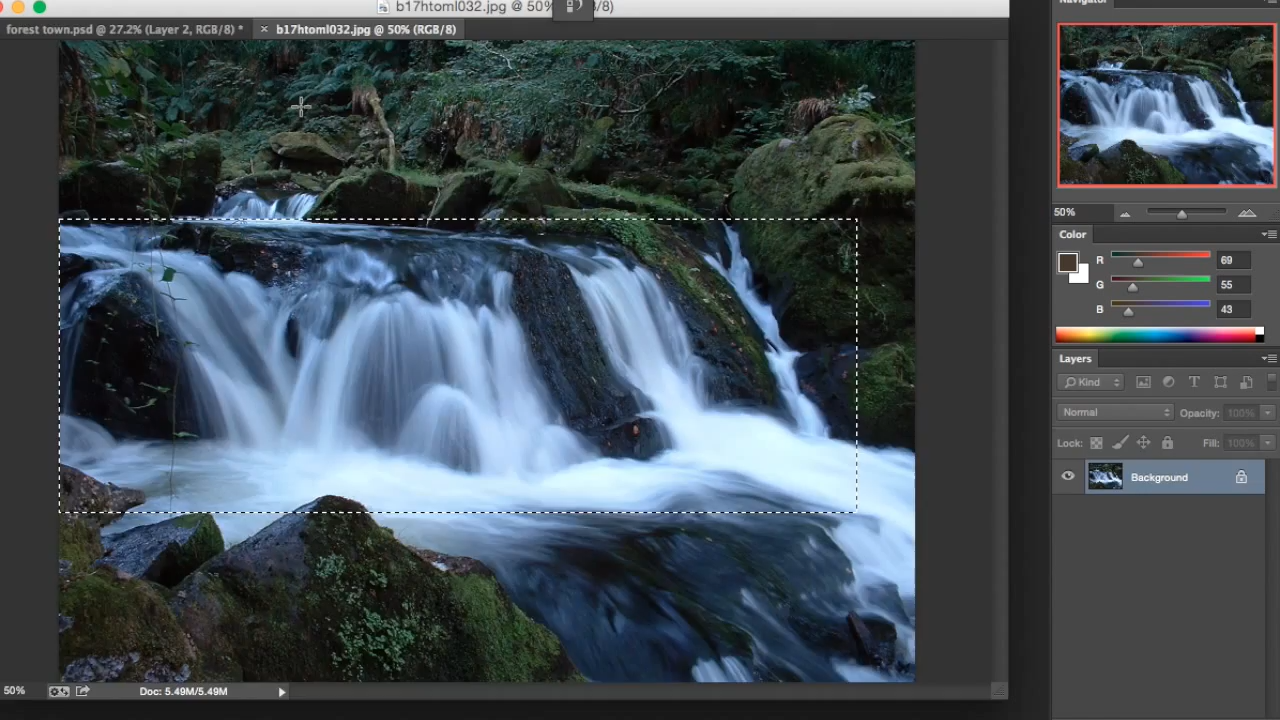 b17htoml032.jpg @ 50% /8)
forest town.psd @ 27.2% (Layer 2, RGB/8) *
× b17htoml032.jpg @ 50% (RGB/8)
Navigator
50%
Color
R 69
G 55
B 43
Layers
Kind
Normal Opacity: 100%
Lock: Fill: 100%
Background
50% Doc: 5.49M/5.49M